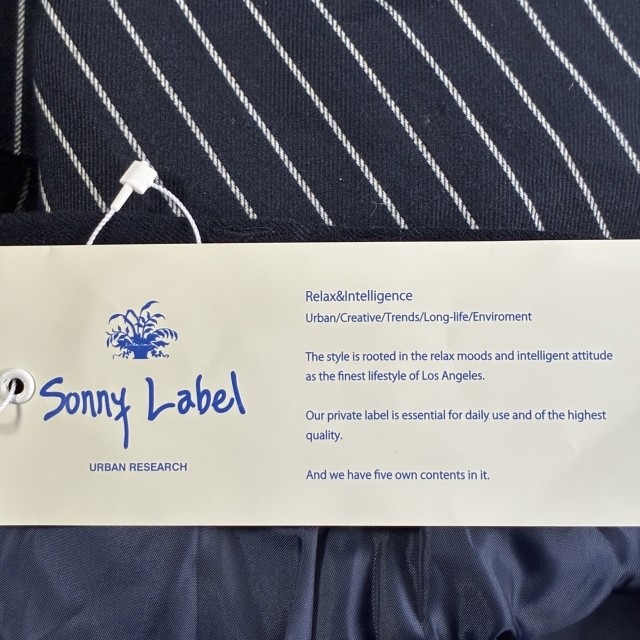 Sonny Label
URBAN RESEARCH
Relax&Intelligence
Urban/Creative/Trends/Long-life/Enviroment
The style is rooted in the relax moods and intelligent attitude
as the finest lifestyle of Los Angeles.
Our private label is essential for daily use and of the highest
quality.
And we have five own contents in it.